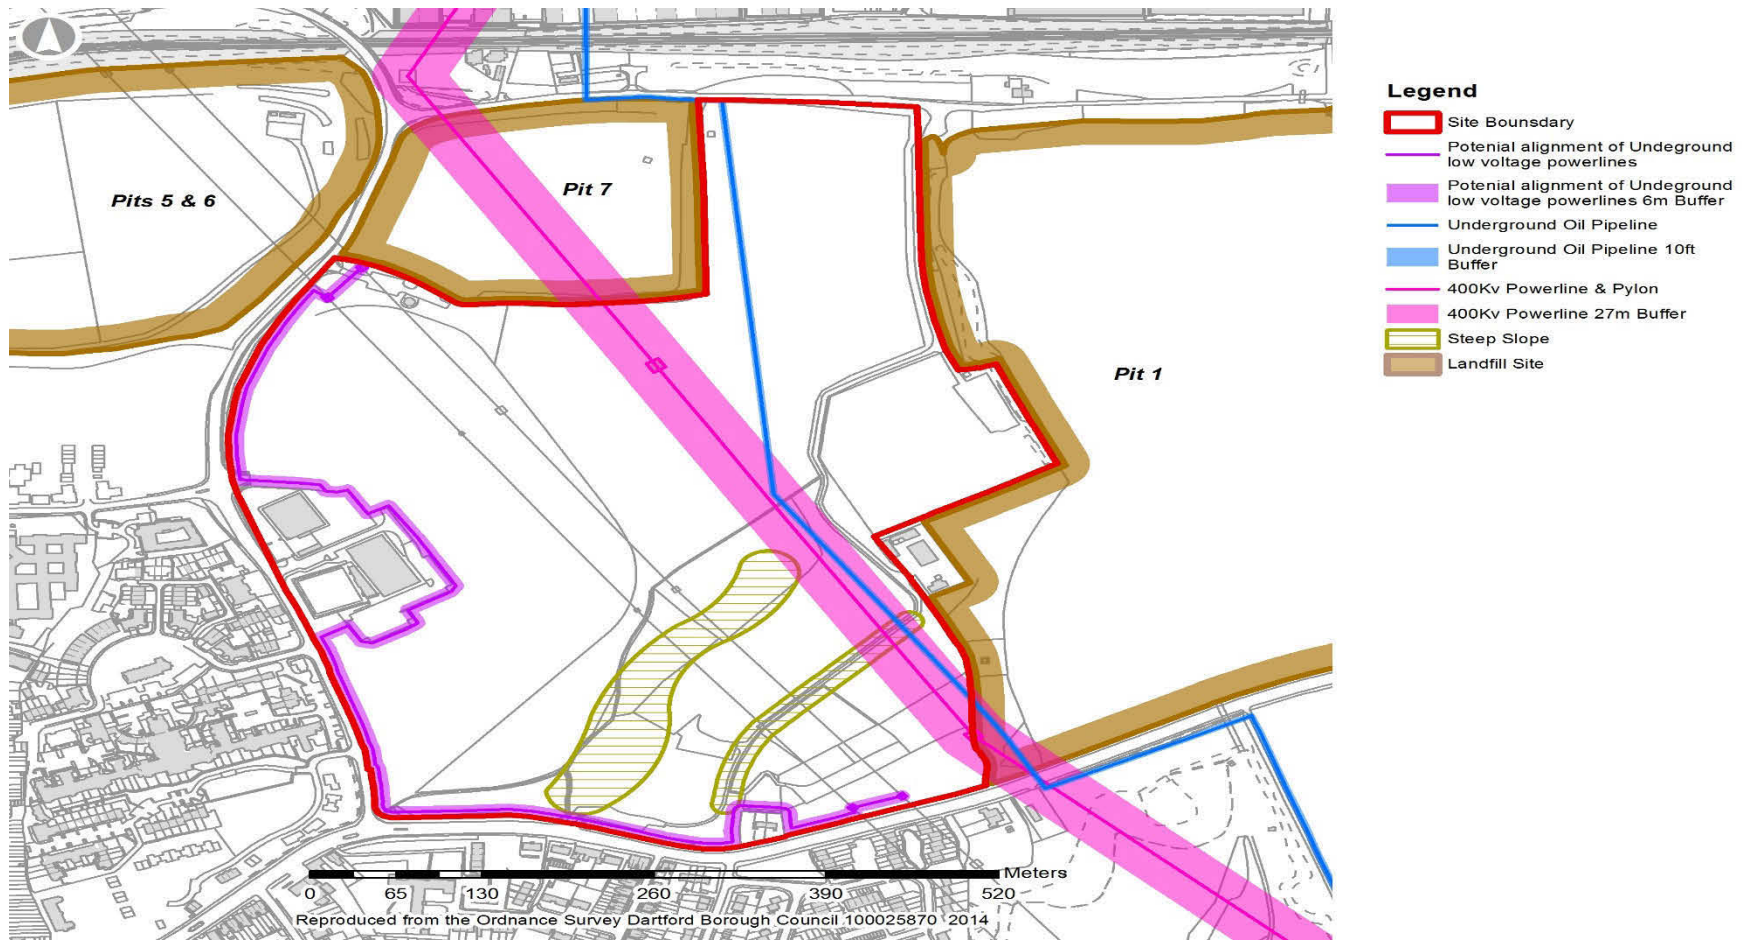 Legend
Site Bounsdary
Potenial alignment of Undeground
low voltage powerlines
Potenial alignment of Undeground
low voltage powerlines 6m Buffer
Underground Oil Pipeline
Underground Oil Pipeline 10ft
Buffer
400Kv Powerline & Pylon
400Kv Powerline 27m Buffer
Steep Slope
Landfill Site
Pits 5 & 6
Pit 7
Pit 1
Meters
0 65 130 260 390 520
Reproduced from the Ordnance Survey Dartford Borough Council 100025870 2014